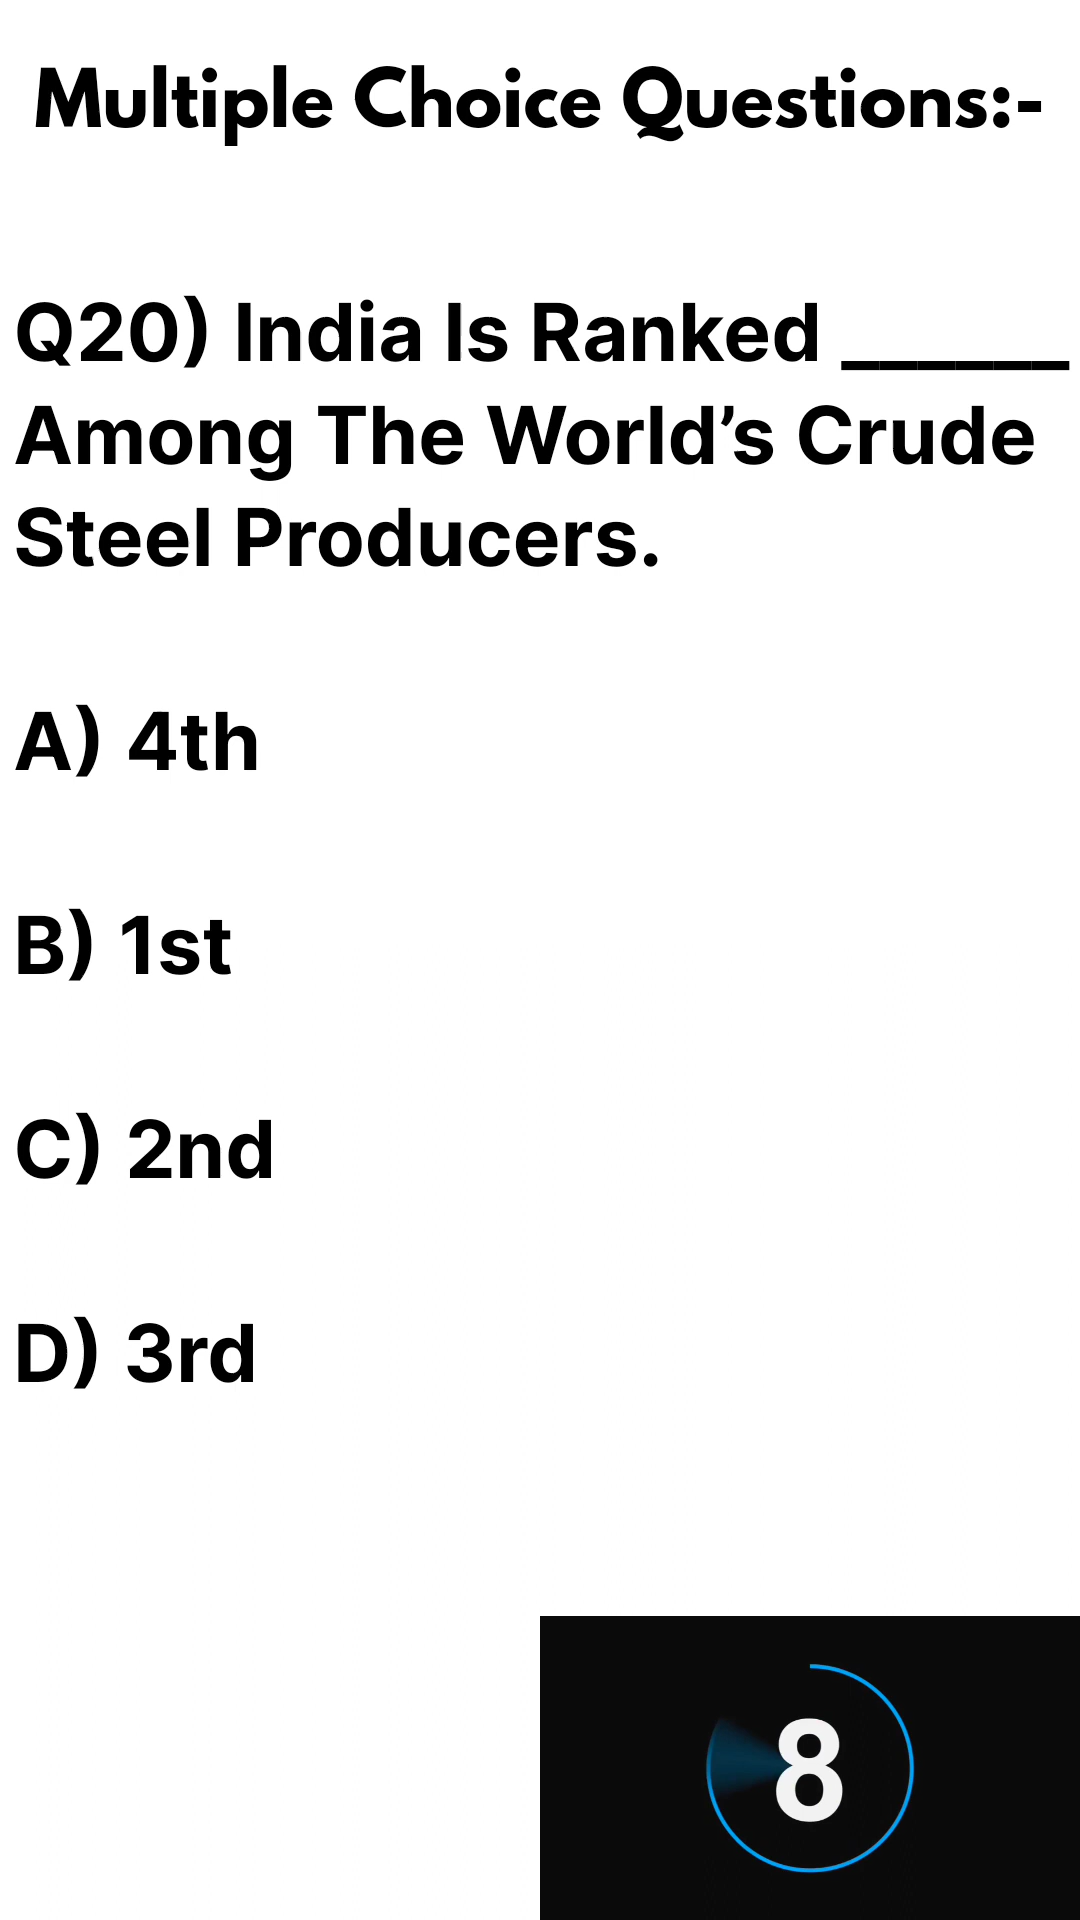 Multiple Choice Questions:-
Q20) India Is Ranked ______
Among The World’s Crude
Steel Producers.
A) 4th
B) 1st
C) 2nd
D) 3rd
8